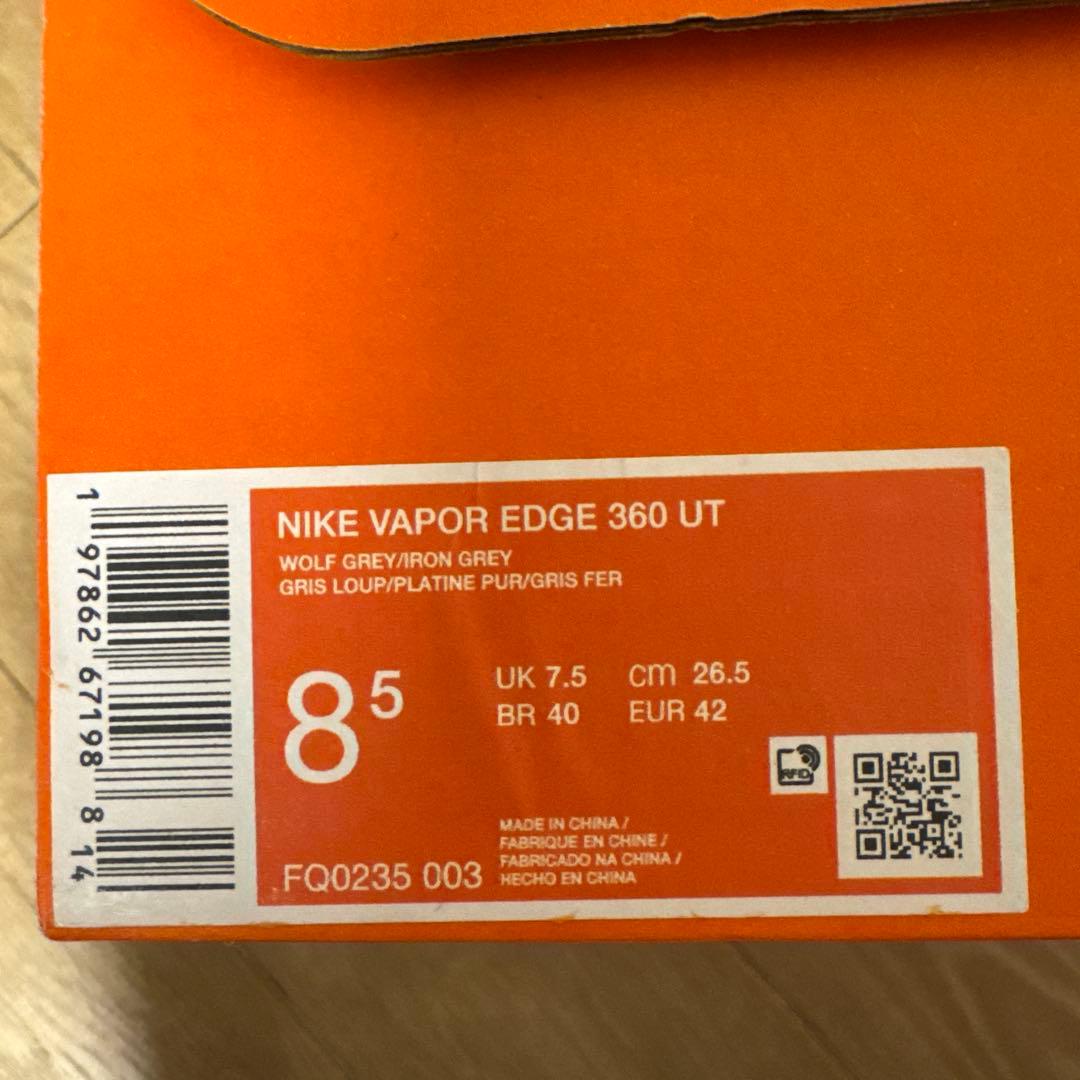 NIKE VAPOR EDGE 360 UT
WOLF GREY/IRON GREY
GRIS LOUP/PLATINE PUR/GRIS FER
8 5
UK 7.5 cm 26.5
BR 40 EUR 42
RFID
MADE IN CHINA /
FABRIQUE EN CHINE /
FABRICADO NA CHINA /
HECHO EN CHINA
FQ0235 003
1 97862 67198 8 14